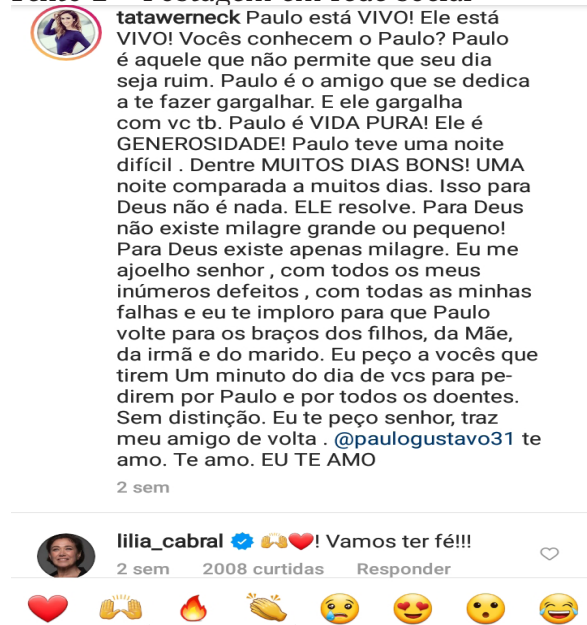 tatawerneck Paulo está VIVO! Ele está
VIVO! Vocês conhecem o Paulo? Paulo
é aquele que não permite que seu dia
seja ruim. Paulo é o amigo que se dedica
a te fazer gargalhar. E ele gargalha
com vc tb. Paulo é VIDA PURA! Ele é
GENEROSIDADE! Paulo teve uma noite
difícil . Dentre MUITOS DIAS BONS! UMA
noite comparada a muitos dias. Isso para
Deus não é nada. ELE resolve. Para Deus
não existe milagre grande ou pequeno!
Para Deus existe apenas milagre. Eu me
ajoelho senhor , com todos os meus
inúmeros defeitos , com todas as minhas
falhas e eu te imploro para que Paulo
volte para os braços dos filhos, da Mãe,
da irmã e do marido. Eu peço a vocês que
tirem Um minuto do dia de vcs para pe-
direm por Paulo e por todos os doentes.
Sem distinção. Eu te peço senhor, traz
meu amigo de volta . @paulogustavo31 te
amo. Te amo. EU TE AMO
2 sem
lilia_cabral 🙌❤️! Vamos ter fé!!!
2 sem 2008 curtidas Responder